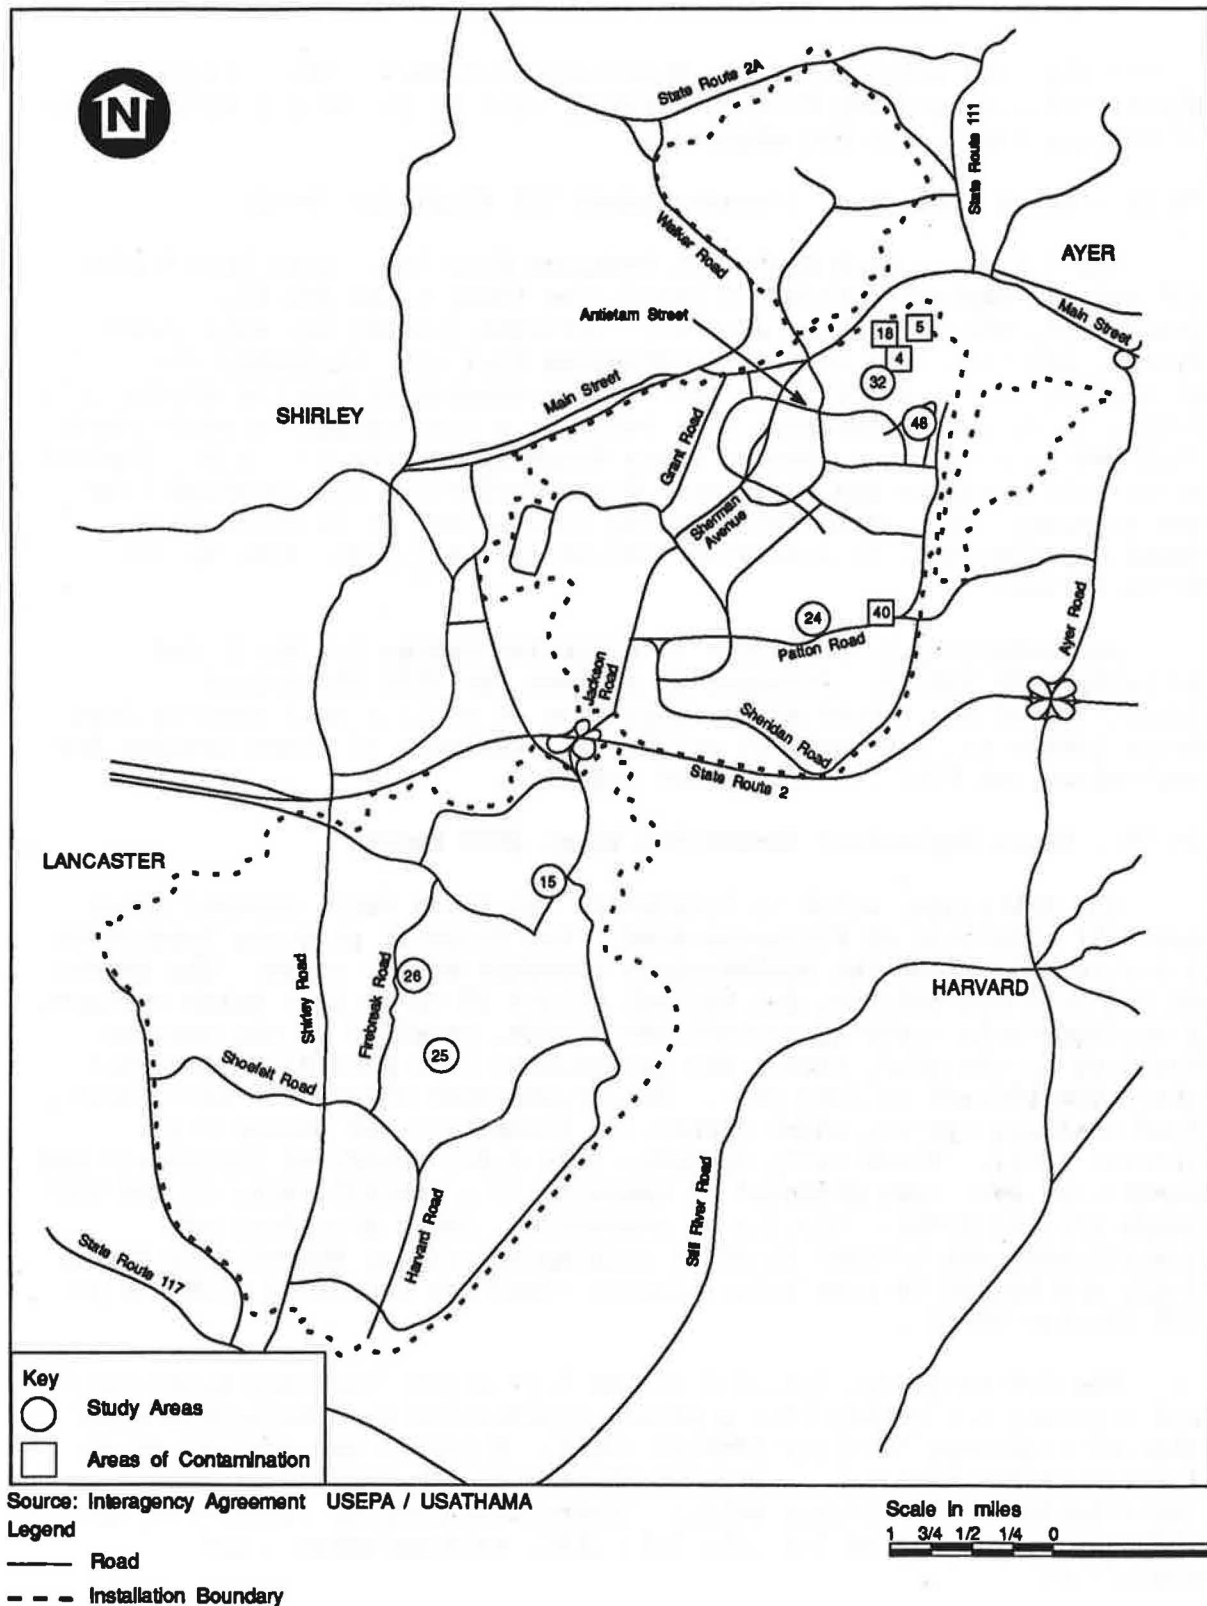 N
State Route 2A
State Route 111
AYER
Walker Road
Main Street
Antietam Street
18
5
4
32
Main Street
SHIRLEY
Grant Road
48
Sherman
Avenue
24
40
Patton Road
Ayer Road
Jackson
Road
Sheridan Road
State Route 2
LANCASTER
15
Shirley Road
Firebreak Road
26
HARVARD
25
Shoefelt Road
Still River Road
Harvard Road
State Route 117
Key
Study Areas
Areas of Contamination
Source: Interagency Agreement USEPA / USATHAMA
Legend
Road
Installation Boundary
Scale in miles
1 3/4 1/2 1/4 0